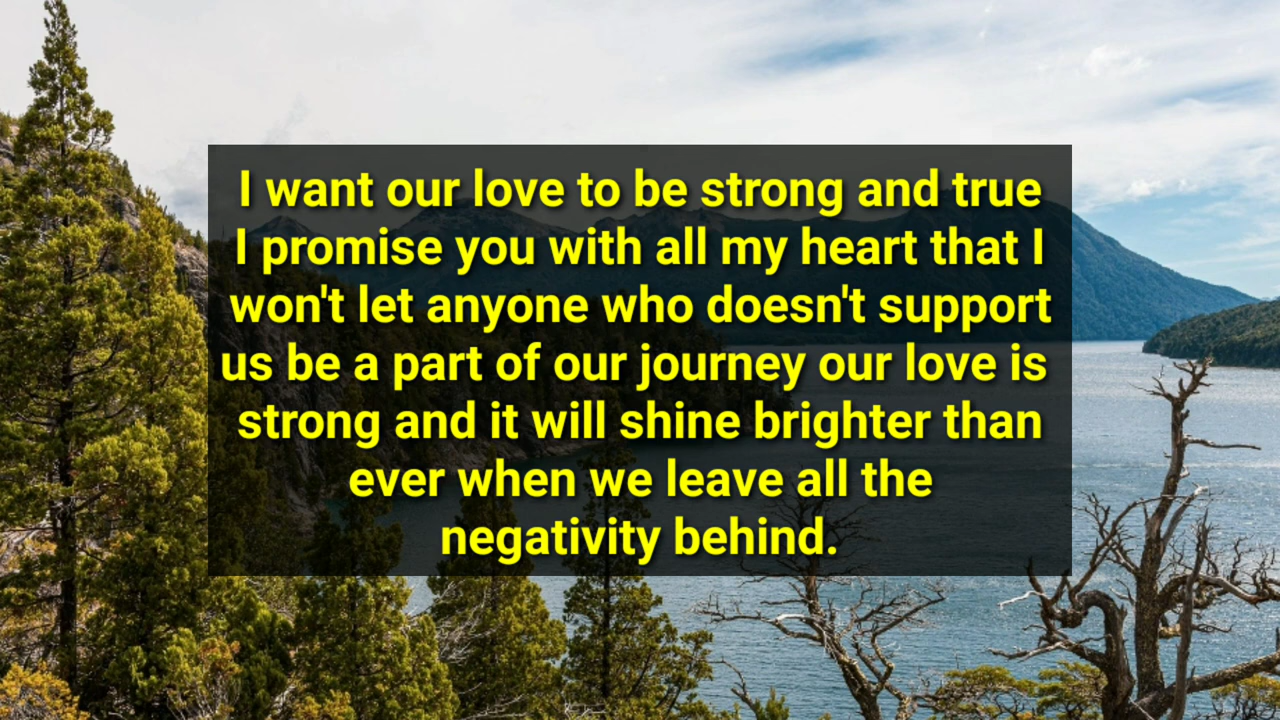 I want our love to be strong and true
I promise you with all my heart that I
won't let anyone who doesn't support
us be a part of our journey our love is
strong and it will shine brighter than
ever when we leave all the
negativity behind.